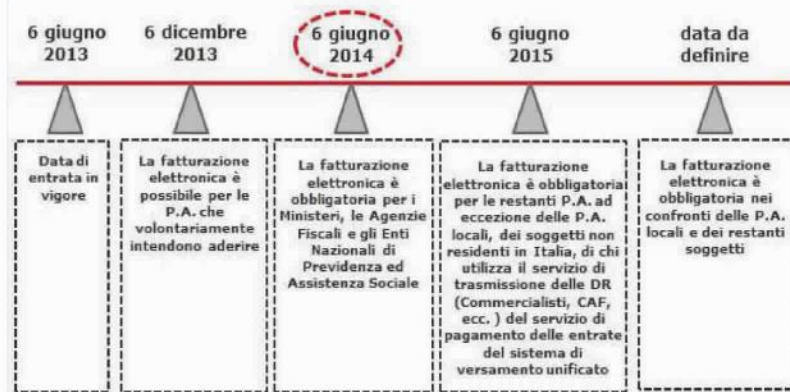 6 giugno
2013
6 dicembre
2013
6 giugno
2014
6 giugno
2015
data da
definire
Data di
entrata in
vigore
La fatturazione
elettronica è
possibile per le
P.A. che
volontariamente
intendono aderire
La fatturazione
elettronica è
obbligatoria per i
Ministeri, le Agenzie
Fiscali e gli Enti
Nazionali di
Previdenza ed
Assistenza Sociale
La fatturazione
elettronica è obbligatoria
per le restanti P.A. ad
eccezione delle P.A.
locali, dei soggetti non
residenti in Italia, di chi
utilizza il servizio di
trasmissione delle DR
(Commercialisti, CAF,
ecc. ) del servizio di
pagamento delle entrate
del sistema di
versamento unificato
La fatturazione
elettronica è
obbligatoria nei
confronti delle P.A.
locali e dei restanti
soggetti